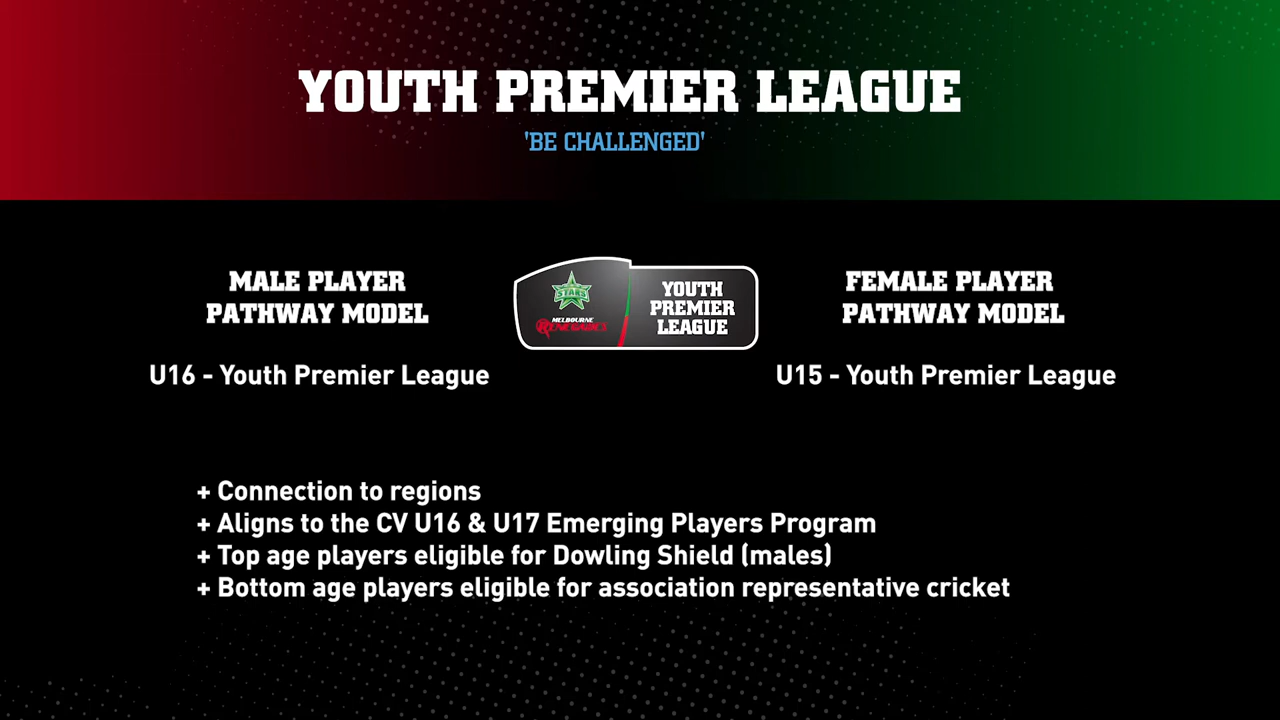 YOUTH PREMIER LEAGUE
'BE CHALLENGED'
MALE PLAYER
PATHWAY MODEL
U16 - Youth Premier League
STARS
MELBOURNE
RENEGADES
YOUTH
PREMIER
LEAGUE
FEMALE PLAYER
PATHWAY MODEL
U15 - Youth Premier League
+ Connection to regions
+ Aligns to the CV U16 & U17 Emerging Players Program
+ Top age players eligible for Dowling Shield (males)
+ Bottom age players eligible for association representative cricket